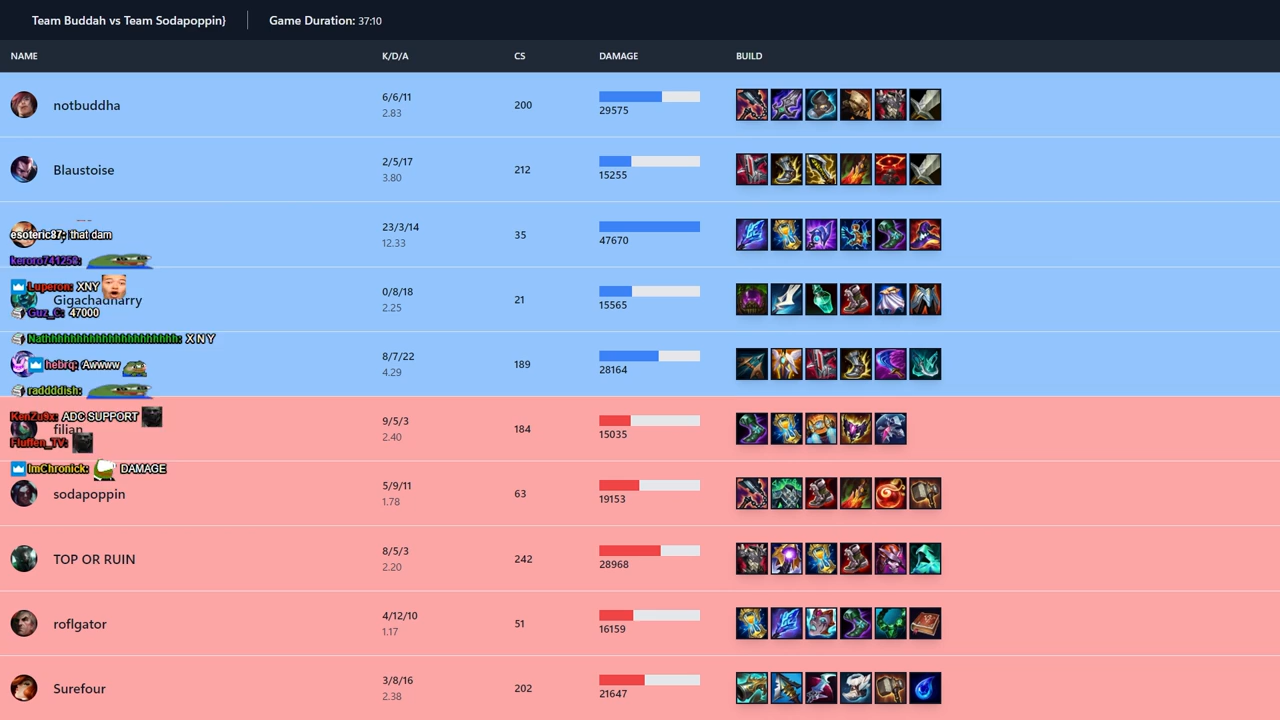 Team Buddah vs Team Sodapoppin} Game Duration: 37:10
NAME K/D/A CS DAMAGE BUILD
notbuddha 6/6/11 2.83 200 29575
Blaustoise 2/5/17 3.80 212 15255
esoteric87: that dam 23/3/14 12.33 35 47670
keroro741256:
Luperon: XNY
Gigachadharry 0/8/18 2.25 21 15565
Guz_C: 47000
Nathhhhhhhhhhhhhhhhhhhhhh: X N Y
hebrq: Awwww 8/7/22 4.29 189 28164
raddddish:
KenZu9x: ADC SUPPORT
filian 9/5/3 2.40 184 15035
Fluffen_TV:
ImChronick: DAMAGE
sodapoppin 5/9/11 1.78 63 19153
TOP OR RUIN 8/5/3 2.20 242 28968
roflgator 4/12/10 1.17 51 16159
Surefour 3/8/16 2.38 202 21647